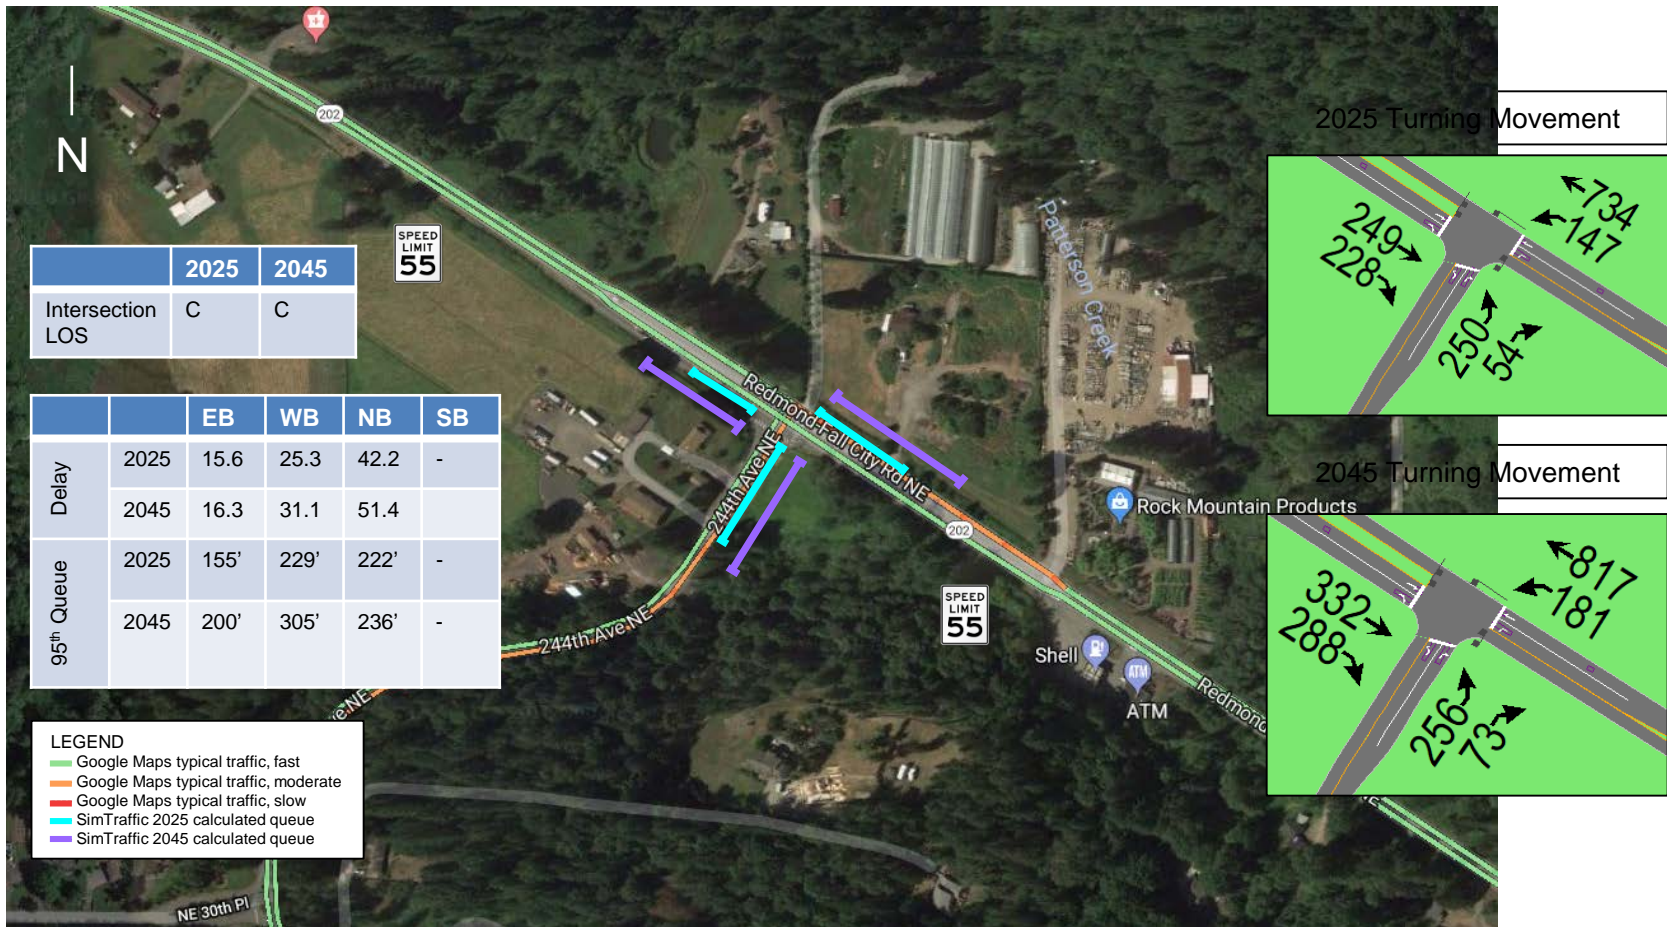 N
202
SPEED
LIMIT
55
2025 Turning Movement
734
147
249
228
250
54
2025 2045
Intersection C C
LOS
EB WB NB SB
Delay
2025 15.6 25.3 42.2 -
2045 16.3 31.1 51.4
95th Queue
2025 155’ 229’ 222’ -
2045 200’ 305’ 236’ -
Patterson Creek
Redmond-Fall City Rd NE
244th Ave NE
202
Rock Mountain Products
2045 Turning Movement
817
181
332
288
256
73
SPEED
LIMIT
55
244th Ave NE
Shell
ATM
ATM
Redmond
ve NE
LEGEND
Google Maps typical traffic, fast
Google Maps typical traffic, moderate
Google Maps typical traffic, slow
SimTraffic 2025 calculated queue
SimTraffic 2045 calculated queue
NE 30th Pl